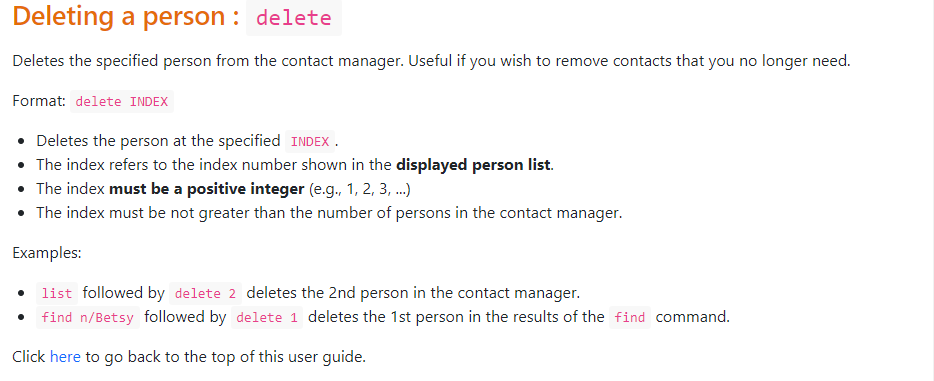 Deleting a person : delete
Deletes the specified person from the contact manager. Useful if you wish to remove contacts that you no longer need.
Format: delete INDEX
Deletes the person at the specified INDEX .
The index refers to the index number shown in the displayed person list.
The index must be a positive integer (e.g., 1, 2, 3, ...)
The index must be not greater than the number of persons in the contact manager.
Examples:
list followed by delete 2 deletes the 2nd person in the contact manager.
find n/Betsy followed by delete 1 deletes the 1st person in the results of the find command.
Click here to go back to the top of this user guide.